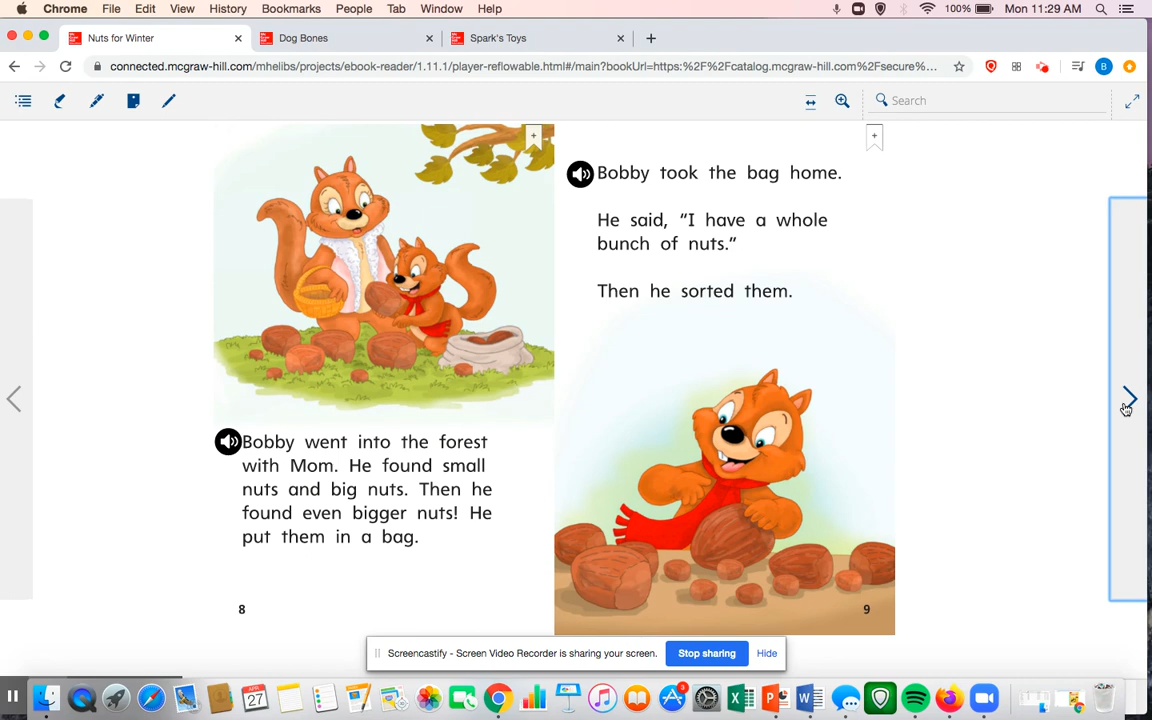 Chrome File Edit View History Bookmarks People Tab Window Help 100% Mon 11:29 AM
Nuts for Winter Dog Bones Spark's Toys
connected.mcgraw-hill.com/mhelibs/projects/ebook-reader/1.11.1/player-reflowable.html#/main?bookUrl=https:%2F%2Fcatalog.mcgraw-hill.com%2Fsecure%... B
Search
Bobby went into the forest
with Mom. He found small
nuts and big nuts. Then he
found even bigger nuts! He
put them in a bag.
8
Bobby took the bag home.
He said, “I have a whole
bunch of nuts.”
Then he sorted them.
9
Screencastify - Screen Video Recorder is sharing your screen. Stop sharing Hide
APR
27
3